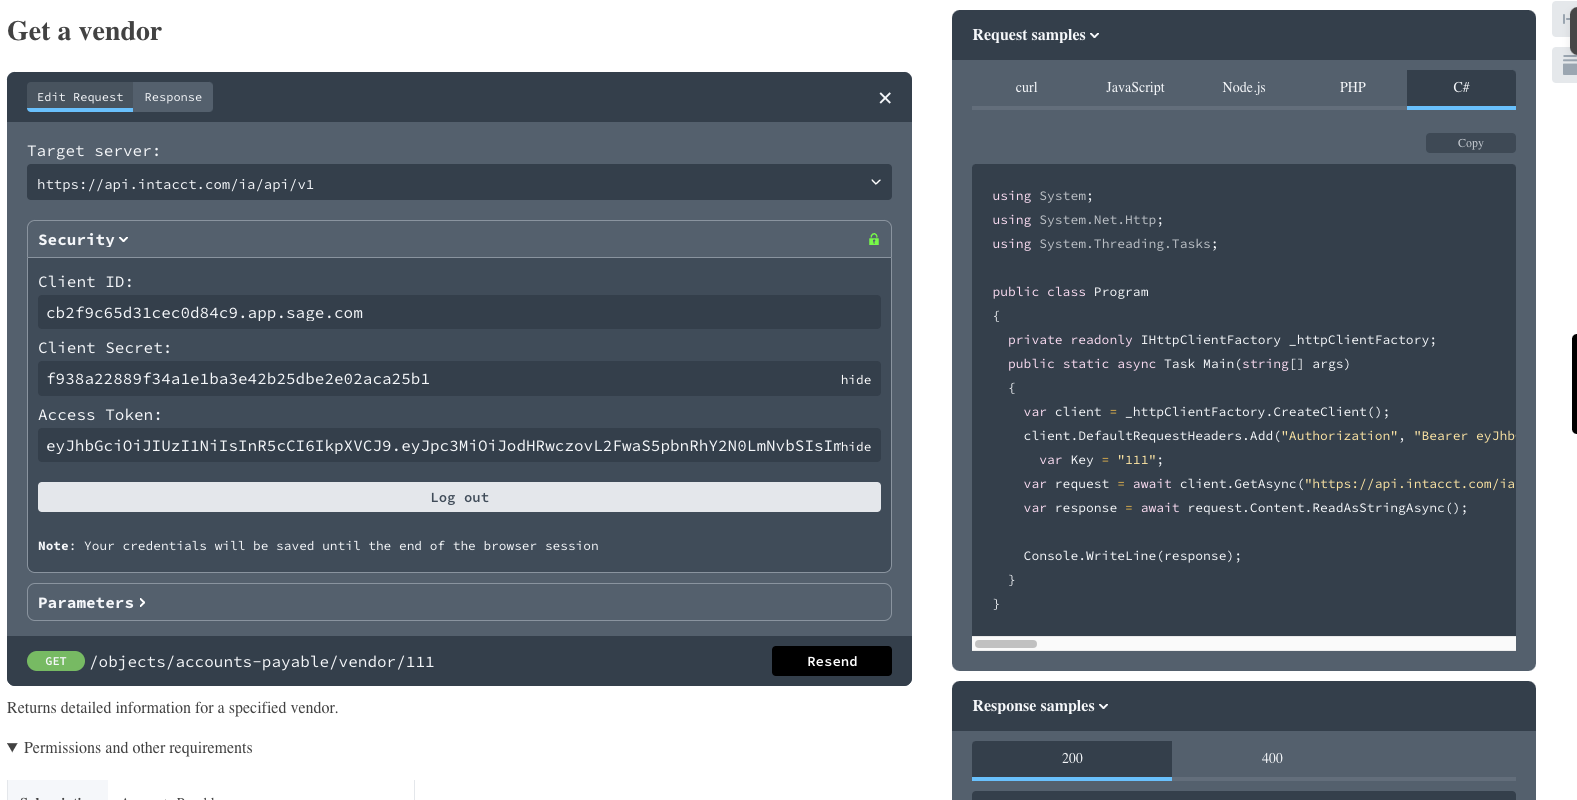 Get a vendor
Edit Request
Response
Target server:
https://api.intacct.com/ia/api/v1
Security
Client ID:
cb2f9c65d31cec0d84c9.app.sage.com
Client Secret:
f938a22889f34a1e1ba3e42b25dbe2e02aca25b1
hide
Access Token:
eyJhbGciOiJIUzI1NiIsInR5cCI6IkpXVCJ9.eyJpc3MiOiJodHRwczovL2FwaS5pbnRhY2N0LmNvbSIsIm
hide
Log out
Note: Your credentials will be saved until the end of the browser session
Parameters
GET /objects/accounts-payable/vendor/111
Resend
Returns detailed information for a specified vendor.
Permissions and other requirements
Request samples
curl
JavaScript
Node.js
PHP
C#
Copy
using System;
using System.Net.Http;
using System.Threading.Tasks;
public class Program
{
private readonly IHttpClientFactory _httpClientFactory;
public static async Task Main(string[] args)
{
var client = _httpClientFactory.CreateClient();
client.DefaultRequestHeaders.Add("Authorization", "Bearer eyJhb
var Key = "111";
var request = await client.GetAsync("https://api.intacct.com/ia
var response = await request.Content.ReadAsStringAsync();
Console.WriteLine(response);
}
}
Response samples
200
400